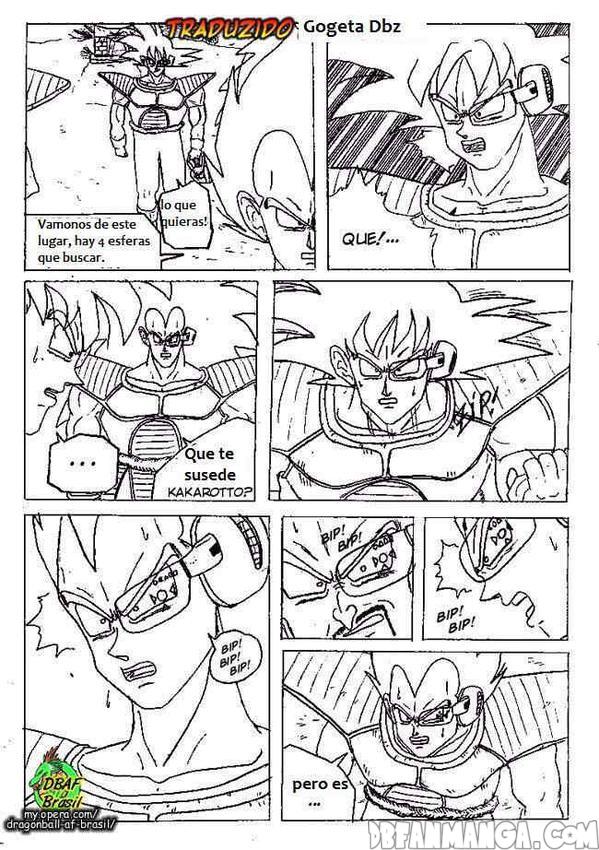 TRADUZIDO Gogeta Dbz
Vamonos de este
lugar, hay 4 esferas
que buscar.
lo que
quieras!
QUE!...
...
Que te
susede
KAKAROTTO?
BIP!
BIP!
BIP!
BIP!
BIP!
BIP!
BIP!
pero es
...
DBAF
Brasil
my.opera.com/
dragonball-af-brasil/
DBFANMANGA.COM